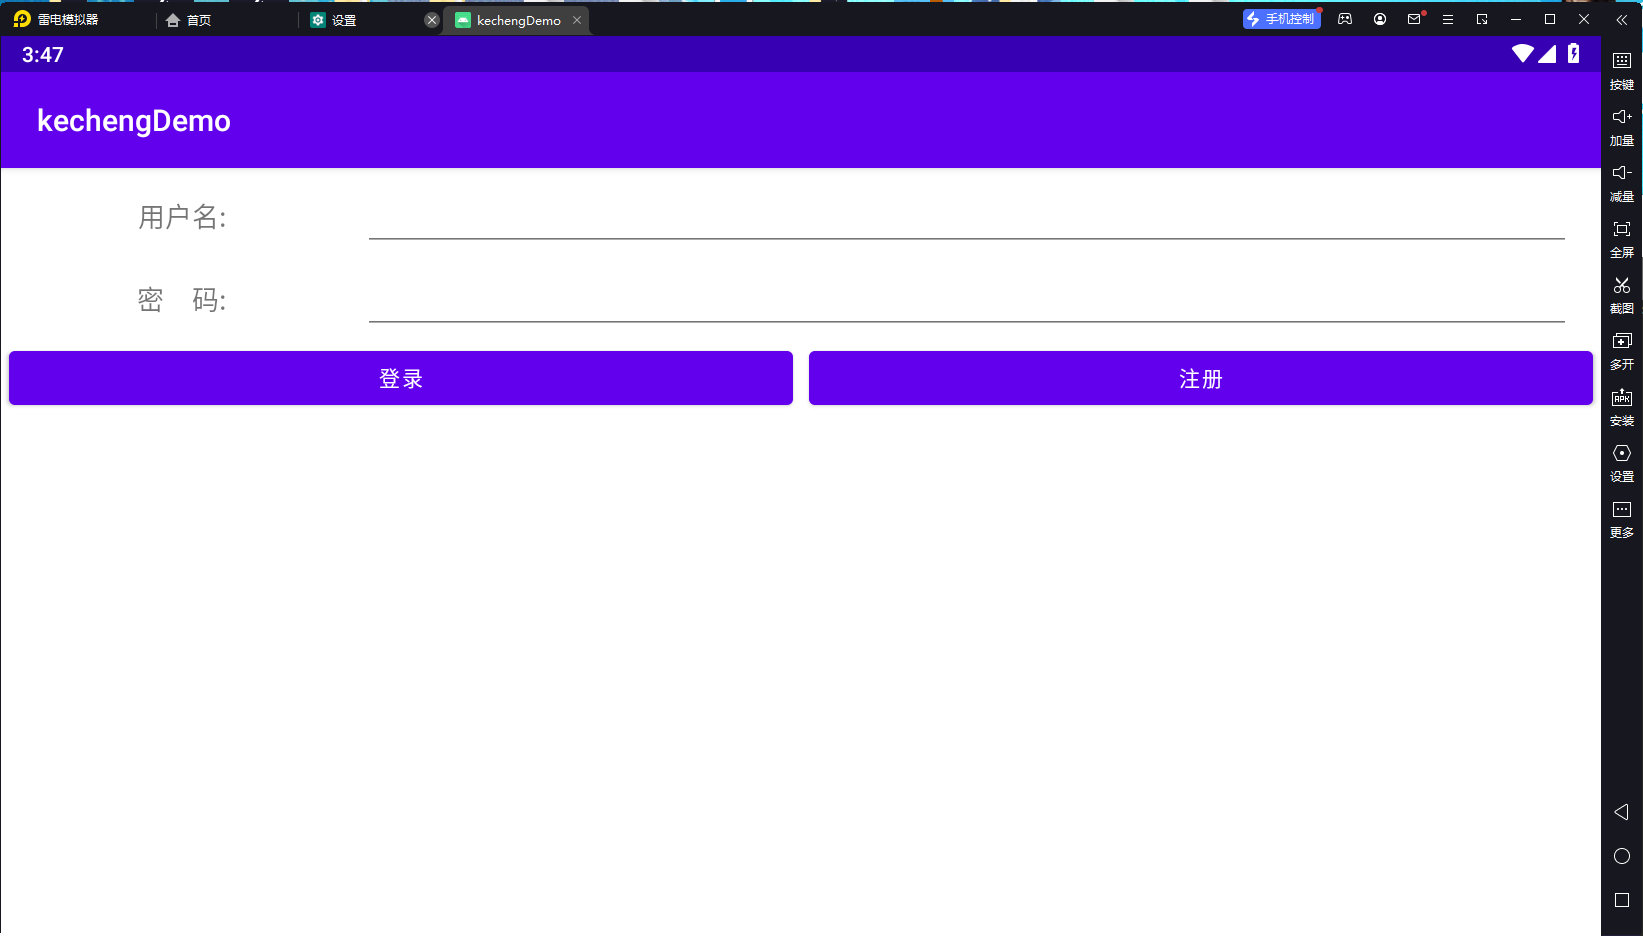 雷电模拟器
首页
设置
kechengDemo
手机控制
3:47
kechengDemo
用户名:
密 码:
登录
注册
按键
加量
减量
全屏
截图
多开
APK
安装
设置
更多